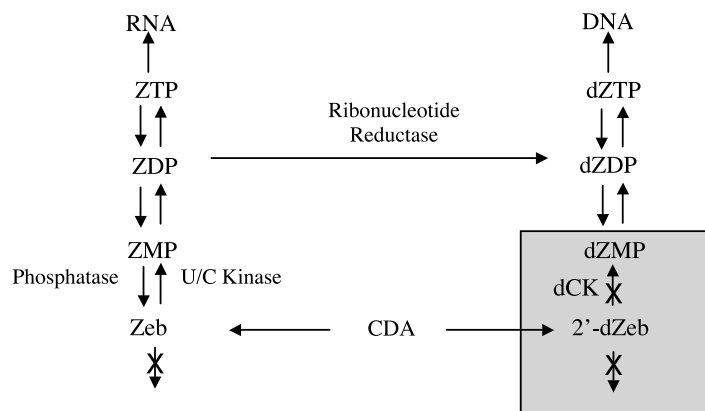 RNA
DNA
ZTP
dZTP
Ribonucleotide
Reductase
ZDP
dZDP
ZMP
dZMP
Phosphatase
U/C Kinase
dCK
Zeb
CDA
2’-dZeb